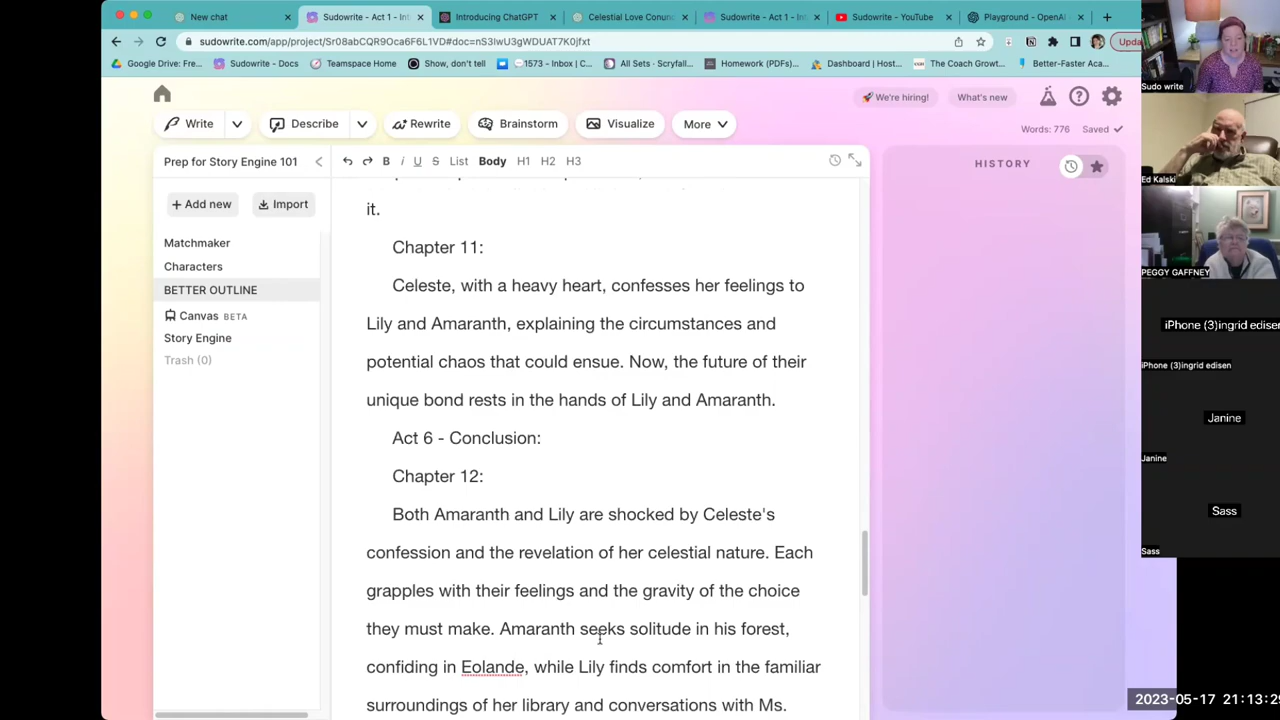 New chat
Sudowrite - Act 1 - Int
Introducing ChatGPT
Celestial Love Conun
Sudowrite - Act 1 - Int
Sudowrite - YouTube
Playground - OpenAI
sudowrite.com/app/project/Sr08abCQR9Oca6F6L1VD#doc=nS3IwU3gWDUAT7K0jfxt
Upda
Google Drive: Fre...
Sudowrite - Docs
Teamspace Home
Show, don't tell
1573 - Inbox | C...
All Sets · Scryfall...
Homework (PDFs)...
Dashboard | Host...
The Coach Growt...
Better-Faster Aca...
Sudo write
We're hiring!
What's new
Write
Describe
Rewrite
Brainstorm
Visualize
More
Words: 776
Saved
Prep for Story Engine 101
B i U S List Body H1 H2 H3
HISTORY
Ed Kalski
Add new
Import
it.
Matchmaker
Characters
BETTER OUTLINE
Canvas BETA
Story Engine
Trash (0)
Chapter 11:
Celeste, with a heavy heart, confesses her feelings to
Lily and Amaranth, explaining the circumstances and
potential chaos that could ensue. Now, the future of their
unique bond rests in the hands of Lily and Amaranth.
Act 6 - Conclusion:
Chapter 12:
Both Amaranth and Lily are shocked by Celeste's
confession and the revelation of her celestial nature. Each
grapples with their feelings and the gravity of the choice
they must make. Amaranth seeks solitude in his forest,
confiding in Eolande, while Lily finds comfort in the familiar
surroundings of her library and conversations with Ms.
PEGGY GAFFNEY
iPhone (3)ingrid edisen
iPhone (3)ingrid edisen
Janine
Janine
Sass
Sass
2023-05-17 21:13:29